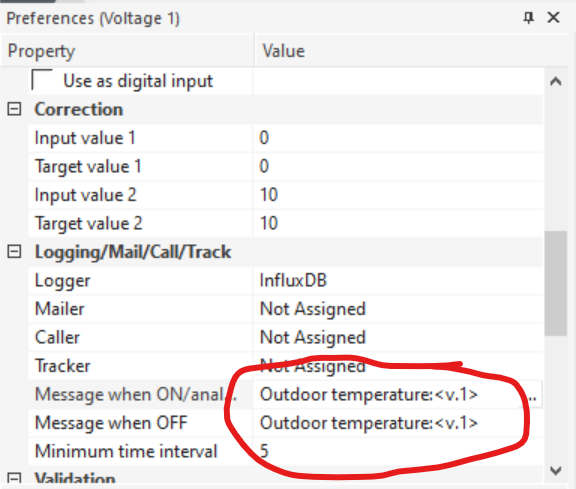 Preferences (Voltage 1)
Property Value
Use as digital input
Correction
Input value 1 0
Target value 1 0
Input value 2 10
Target value 2 10
Logging/Mail/Call/Track
Logger InfluxDB
Mailer Not Assigned
Caller Not Assigned
Tracker Not Assigned
Message when ON/anal... Outdoor temperature:<v.1> ...
Message when OFF Outdoor temperature:<v.1>
Minimum time interval 5
Validation